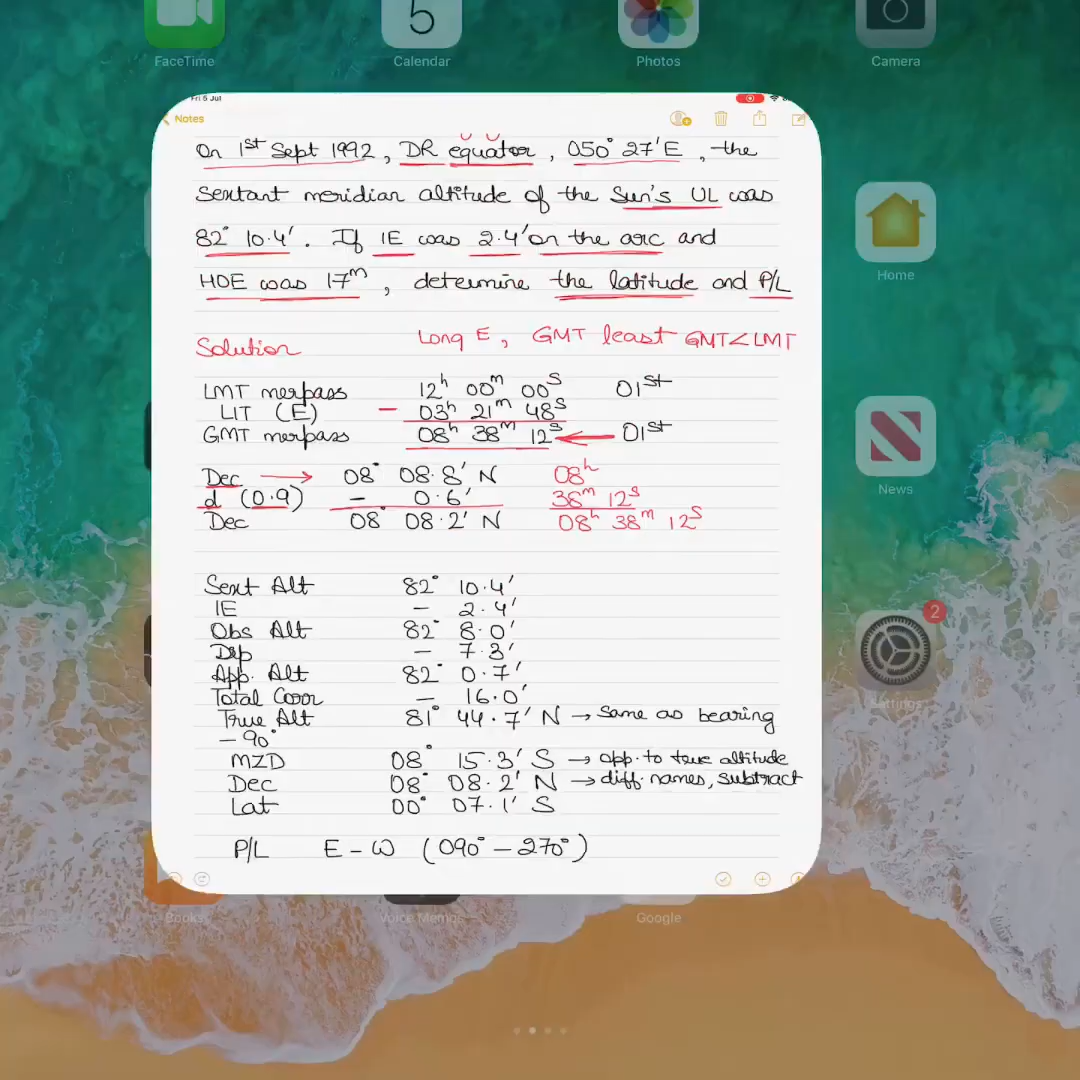 FaceTime
5
Calendar
Photos
Camera
Fri 5 Jul
Notes
On 1st Sept 1992, DR equator, 050° 27'E, the
Sextant meridian altitude of the Sun's UL was
82° 10.4'. If IE was 2.4' on the arc and
HOE was 17m, determine the latitude and P/L
Solution
Long E, GMT least GMT<LMT
LMT merpass 12h 00m 00s 01st
LIT (E) − 03h 21m 48s
GMT merpass 08h 38m 12s ← 01st
Dec → 08° 08.8' N 08h
d (0.9) − 0.6' 38m 12s
Dec 08° 08.2' N 08h 38m 12s
Sext Alt 82° 10.4'
IE − 2.4'
Obs Alt 82° 8.0'
Dip − 7.3'
App. Alt 82° 0.7'
Total Corr − 16.0'
True Alt 81° 44.7' N → Same as bearing
− 90°
MZD 08° 15.3' S → opp. to true altitude
Dec 08° 08.2' N → diff. names, subtract
Lat 00° 07.1' S
P/L E – W (090° – 270°)
Home
News
2
Settings
Books
Voice Memos
Google